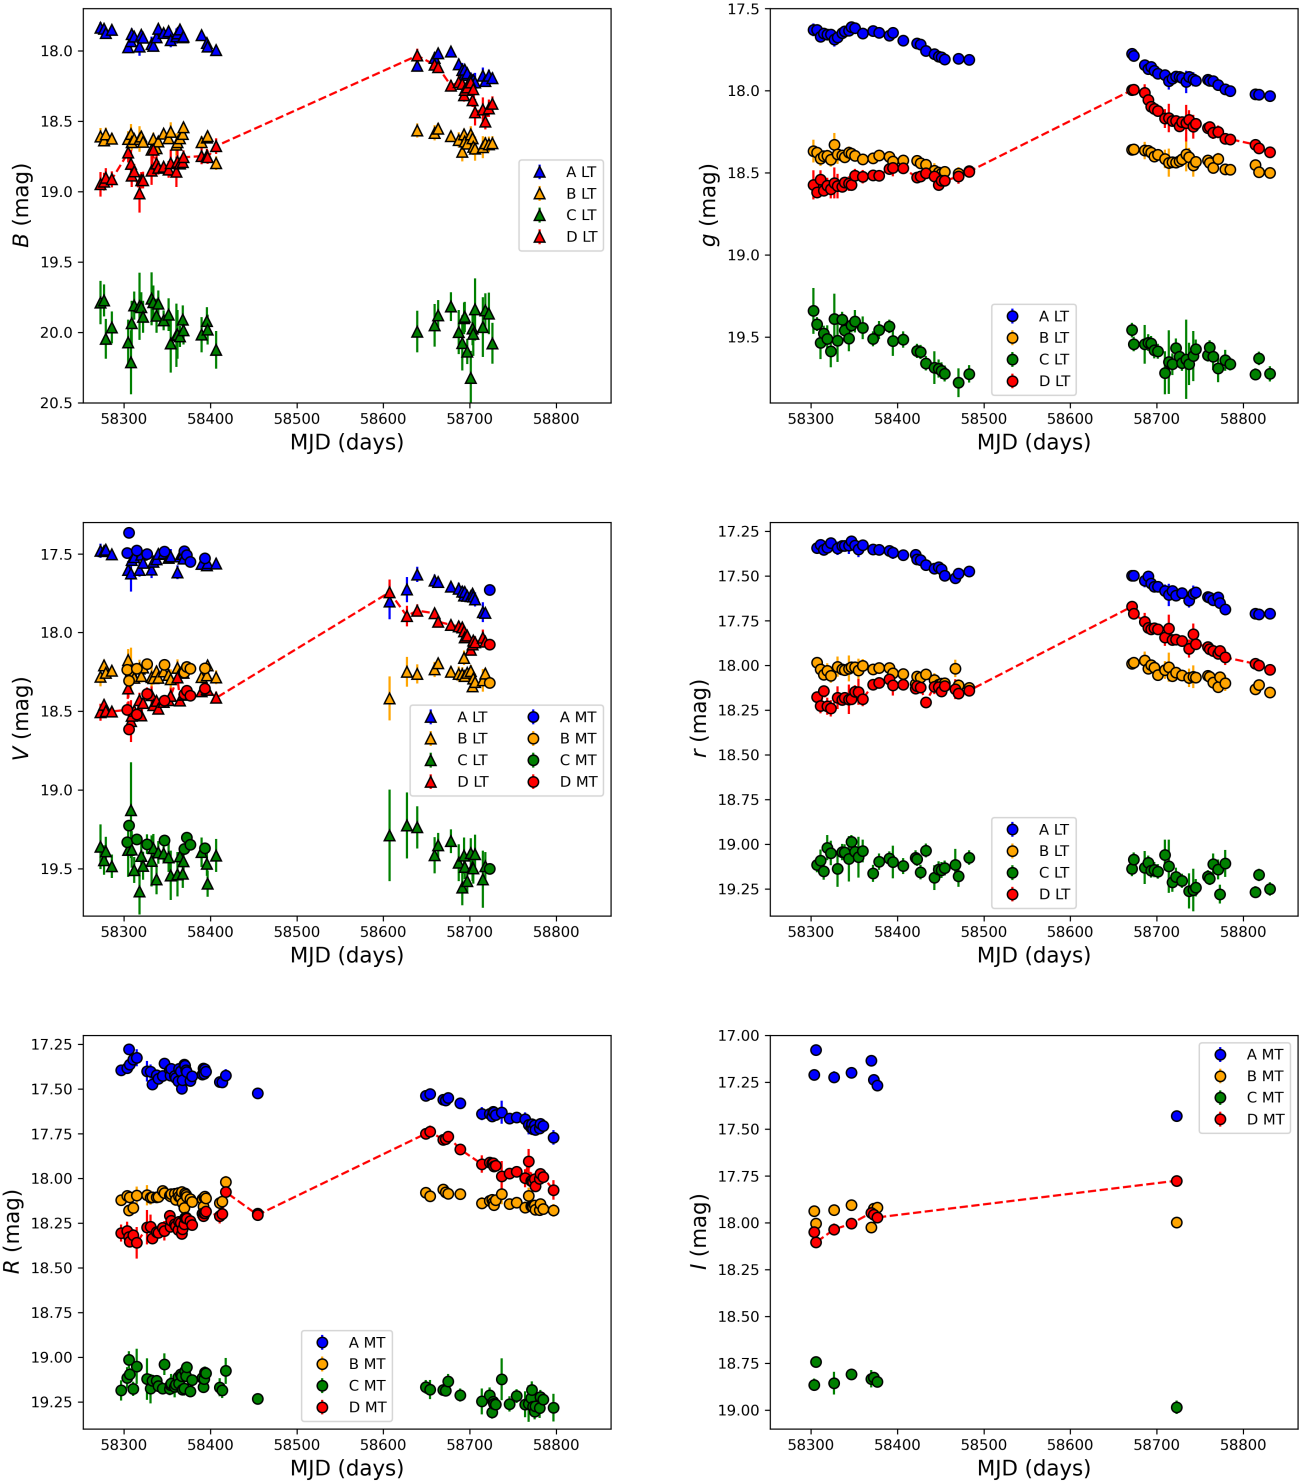 18.0
18.5
19.0
19.5
20.0
20.5
B (mag)
58300 58400 58500 58600 58700 58800
MJD (days)
A LT
B LT
C LT
D LT
17.5
18.0
18.5
19.0
19.5
g (mag)
58300 58400 58500 58600 58700 58800
MJD (days)
A LT
B LT
C LT
D LT
17.5
18.0
18.5
19.0
19.5
V (mag)
58300 58400 58500 58600 58700 58800
MJD (days)
A LT A MT
B LT B MT
C LT C MT
D LT D MT
17.25
17.50
17.75
18.00
18.25
18.50
18.75
19.00
19.25
r (mag)
58300 58400 58500 58600 58700 58800
MJD (days)
A LT
B LT
C LT
D LT
17.25
17.50
17.75
18.00
18.25
18.50
18.75
19.00
19.25
R (mag)
58300 58400 58500 58600 58700 58800
MJD (days)
A MT
B MT
C MT
D MT
17.00
17.25
17.50
17.75
18.00
18.25
18.50
18.75
19.00
I (mag)
58300 58400 58500 58600 58700 58800
MJD (days)
A MT
B MT
C MT
D MT